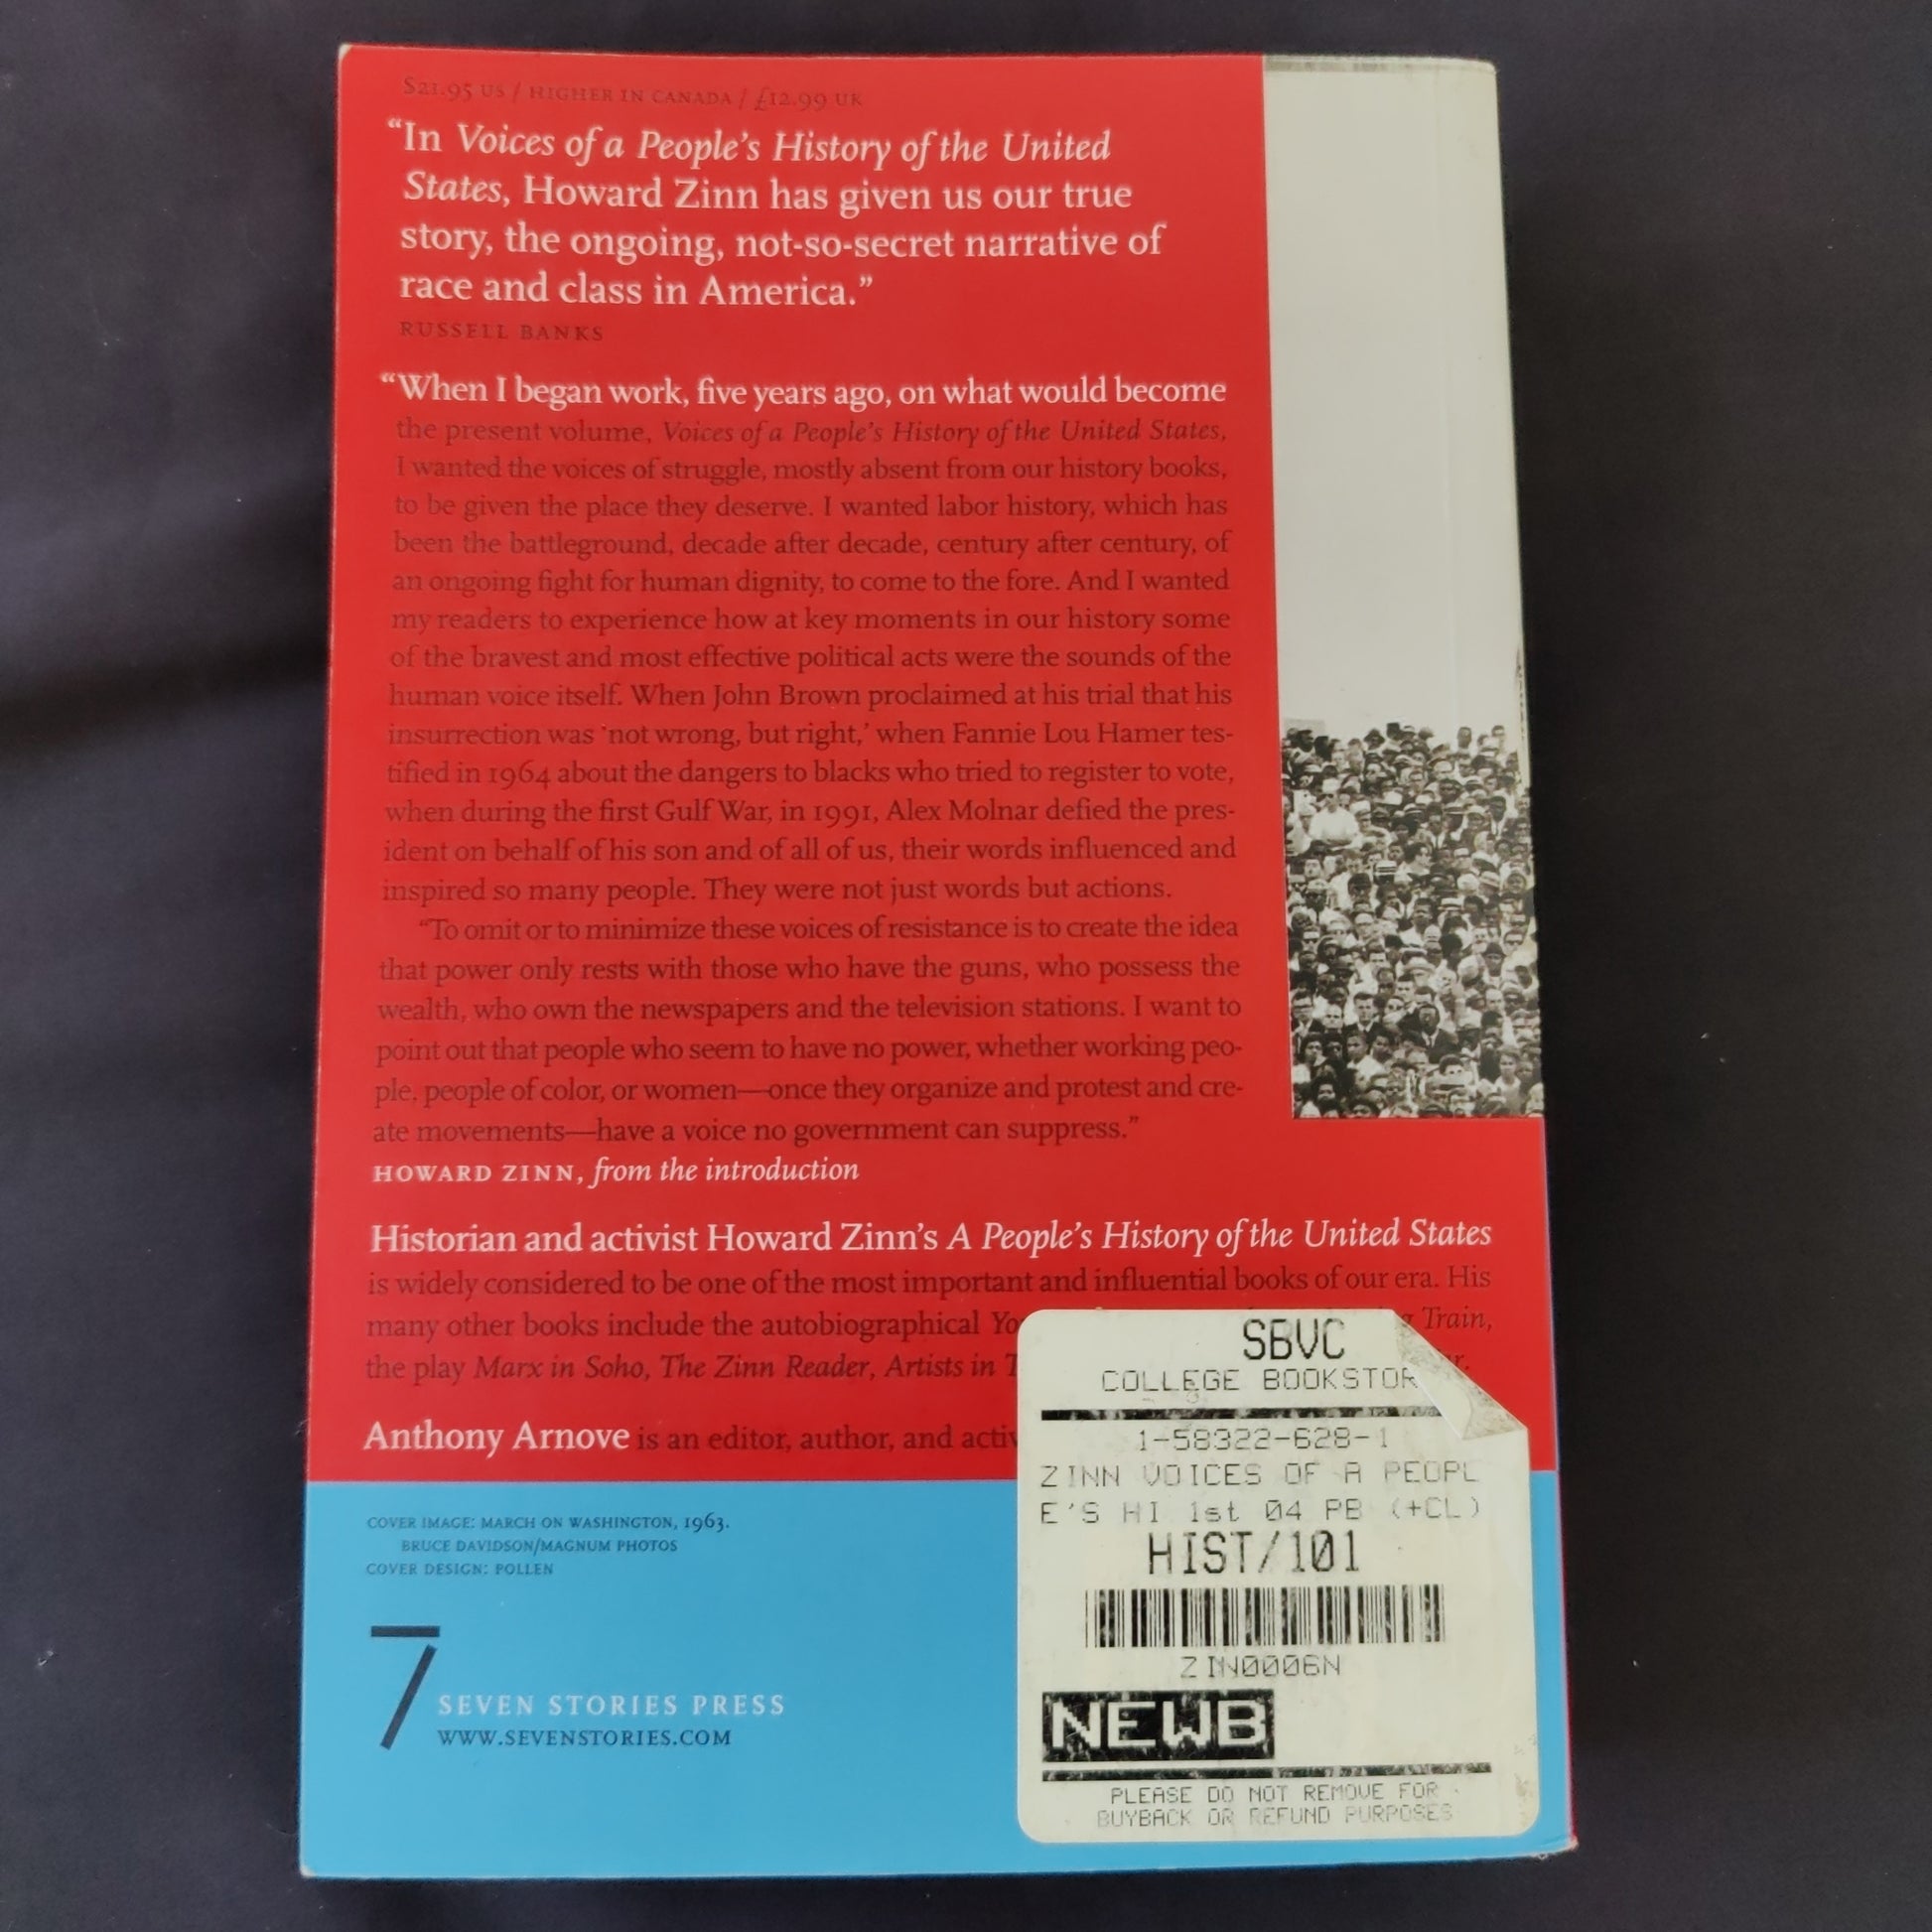 $21.95 US / HIGHER IN CANADA / £12.99 UK
“In Voices of a People’s History of the United
States, Howard Zinn has given us our true
story, the ongoing, not-so-secret narrative of
race and class in America.”
RUSSELL BANKS
“When I began work, five years ago, on what would become
the present volume, Voices of a People’s History of the United States,
I wanted the voices of struggle, mostly absent from our history books,
to be given the place they deserve. I wanted labor history, which has
been the battleground, decade after decade, century after century, of
an ongoing fight for human dignity, to come to the fore. And I wanted
my readers to experience how at key moments in our history some
of the bravest and most effective political acts were the sounds of the
human voice itself. When John Brown proclaimed at his trial that his
insurrection was ‘not wrong, but right,’ when Fannie Lou Hamer tes-
tified in 1964 about the dangers to blacks who tried to register to vote,
when during the first Gulf War, in 1991, Alex Molnar defied the pres-
ident on behalf of his son and of all of us, their words influenced and
inspired so many people. They were not just words but actions.
“To omit or to minimize these voices of resistance is to create the idea
that power only rests with those who have the guns, who possess the
wealth, who own the newspapers and the television stations. I want to
point out that people who seem to have no power, whether working peo-
ple, people of color, or women—once they organize and protest and cre-
ate movements—have a voice no government can suppress.”
HOWARD ZINN, from the introduction
Historian and activist Howard Zinn’s A People’s History of the United States
is widely considered to be one of the most important and influential books of our era. His
many other books include the autobiographical Train,
the play Marx in Soho, The Zinn Reader, Artists in
Anthony Arnove is an editor, author, and
COVER IMAGE: MARCH ON WASHINGTON, 1963.
BRUCE DAVIDSON/MAGNUM PHOTOS
COVER DESIGN: POLLEN
7
SEVEN STORIES PRESS
WWW.SEVENSTORIES.COM
SBVC
COLLEGE BOOKSTOR
1-58322-628-1
ZINN VOICES OF A PEOPL
E'S HI 1st 04 PB (+CL)
HIST/101
ZIN0006N
NEWB
PLEASE DO NOT REMOVE FOR
BUYBACK OR REFUND PURPOSES